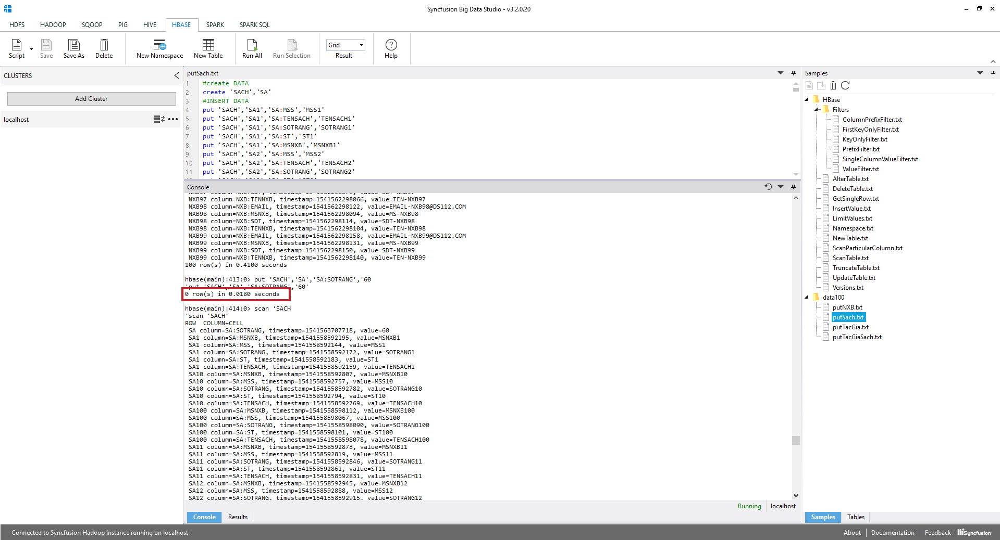 Syncfusion Big Data Studio - v3.2.0.20
HDFS HADOOP SQOOP PIG HIVE HBASE SPARK SPARK SQL
Script Save Save As Delete New Namespace New Table Run All Run Selection Grid Result Help
CLUSTERS
Add Cluster
localhost
putSach.txt
1 #create DATA
2 create 'SACH','SA'
3 #INSERT DATA
4 put 'SACH','SA1','SA:MSS','MSS1'
5 put 'SACH','SA1','SA:TENSACH','TENSACH1'
6 put 'SACH','SA1','SA:SOTRANG','SOTRANG1'
7 put 'SACH','SA1','SA:ST','ST1'
8 put 'SACH','SA1','SA:MSNXB','MSNXB1'
9 put 'SACH','SA2','SA:MSS','MSS2'
10 put 'SACH','SA2','SA:TENSACH','TENSACH2'
11 put 'SACH','SA2','SA:SOTRANG','SOTRANG2'
Console
NXB97 column=NXB:TENNXB, timestamp=1541562298066, value=TEN-NXB97
NXB98 column=NXB:EMAIL, timestamp=1541562298122, value=EMAIL-NXB98@DS112.COM
NXB98 column=NXB:MSNXB, timestamp=1541562298094, value=MS-NXB98
NXB98 column=NXB:SDT, timestamp=1541562298114, value=SDT-NXB98
NXB98 column=NXB:TENNXB, timestamp=1541562298104, value=TEN-NXB98
NXB99 column=NXB:EMAIL, timestamp=1541562298158, value=EMAIL-NXB99@DS112.COM
NXB99 column=NXB:MSNXB, timestamp=1541562298131, value=MS-NXB99
NXB99 column=NXB:SDT, timestamp=1541562298150, value=SDT-NXB99
NXB99 column=NXB:TENNXB, timestamp=1541562298140, value=TEN-NXB99
100 row(s) in 0.4100 seconds
hbase(main):413:0> put 'SACH','SA','SA:SOTRANG','60
'put 'SACH','SA','SA:SOTRANG','60'
0 row(s) in 0.0180 seconds
hbase(main):414:0> scan 'SACH
'scan 'SACH'
ROW COLUMN+CELL
SA column=SA:SOTRANG, timestamp=1541563707718, value=60
SA1 column=SA:MSNXB, timestamp=1541558592195, value=MSNXB1
SA1 column=SA:MSS, timestamp=1541558592144, value=MSS1
SA1 column=SA:SOTRANG, timestamp=1541558592172, value=SOTRANG1
SA1 column=SA:ST, timestamp=1541558592183, value=ST1
SA1 column=SA:TENSACH, timestamp=1541558592159, value=TENSACH1
SA10 column=SA:MSNXB, timestamp=1541558592807, value=MSNXB10
SA10 column=SA:MSS, timestamp=1541558592757, value=MSS10
SA10 column=SA:SOTRANG, timestamp=1541558592782, value=SOTRANG10
SA10 column=SA:ST, timestamp=1541558592794, value=ST10
SA10 column=SA:TENSACH, timestamp=1541558592769, value=TENSACH10
SA100 column=SA:MSNXB, timestamp=1541558598112, value=MSNXB100
SA100 column=SA:MSS, timestamp=1541558598067, value=MSS100
SA100 column=SA:SOTRANG, timestamp=1541558598090, value=SOTRANG100
SA100 column=SA:ST, timestamp=1541558598101, value=ST100
SA100 column=SA:TENSACH, timestamp=1541558598078, value=TENSACH100
SA11 column=SA:MSNXB, timestamp=1541558592873, value=MSNXB11
SA11 column=SA:MSS, timestamp=1541558592819, value=MSS11
SA11 column=SA:SOTRANG, timestamp=1541558592846, value=SOTRANG11
SA11 column=SA:ST, timestamp=1541558592861, value=ST11
SA11 column=SA:TENSACH, timestamp=1541558592831, value=TENSACH11
SA12 column=SA:MSNXB, timestamp=1541558592945, value=MSNXB12
SA12 column=SA:MSS, timestamp=1541558592888, value=MSS12
SA12 column=SA:SOTRANG, timestamp=1541558592915, value=SOTRANG12
Running localhost
Console Results
Samples
HBase
Filters
ColumnPrefixFilter.txt
FirstKeyOnlyFilter.txt
KeyOnlyFilter.txt
PrefixFilter.txt
SingleColumnValueFilter.txt
ValueFilter.txt
AlterTable.txt
DeleteTable.txt
GetSingleRow.txt
InsertValue.txt
LimitValues.txt
Namespace.txt
NewTable.txt
ScanParticularColumn.txt
ScanTable.txt
TruncateTable.txt
UpdateTable.txt
Versions.txt
data100
putNXB.txt
putSach.txt
putTacGia.txt
putTacGiaSach.txt
Samples Tables
Connected to Syncfusion Hadoop instance running on localhost
About Documentation Feedback Syncfusion